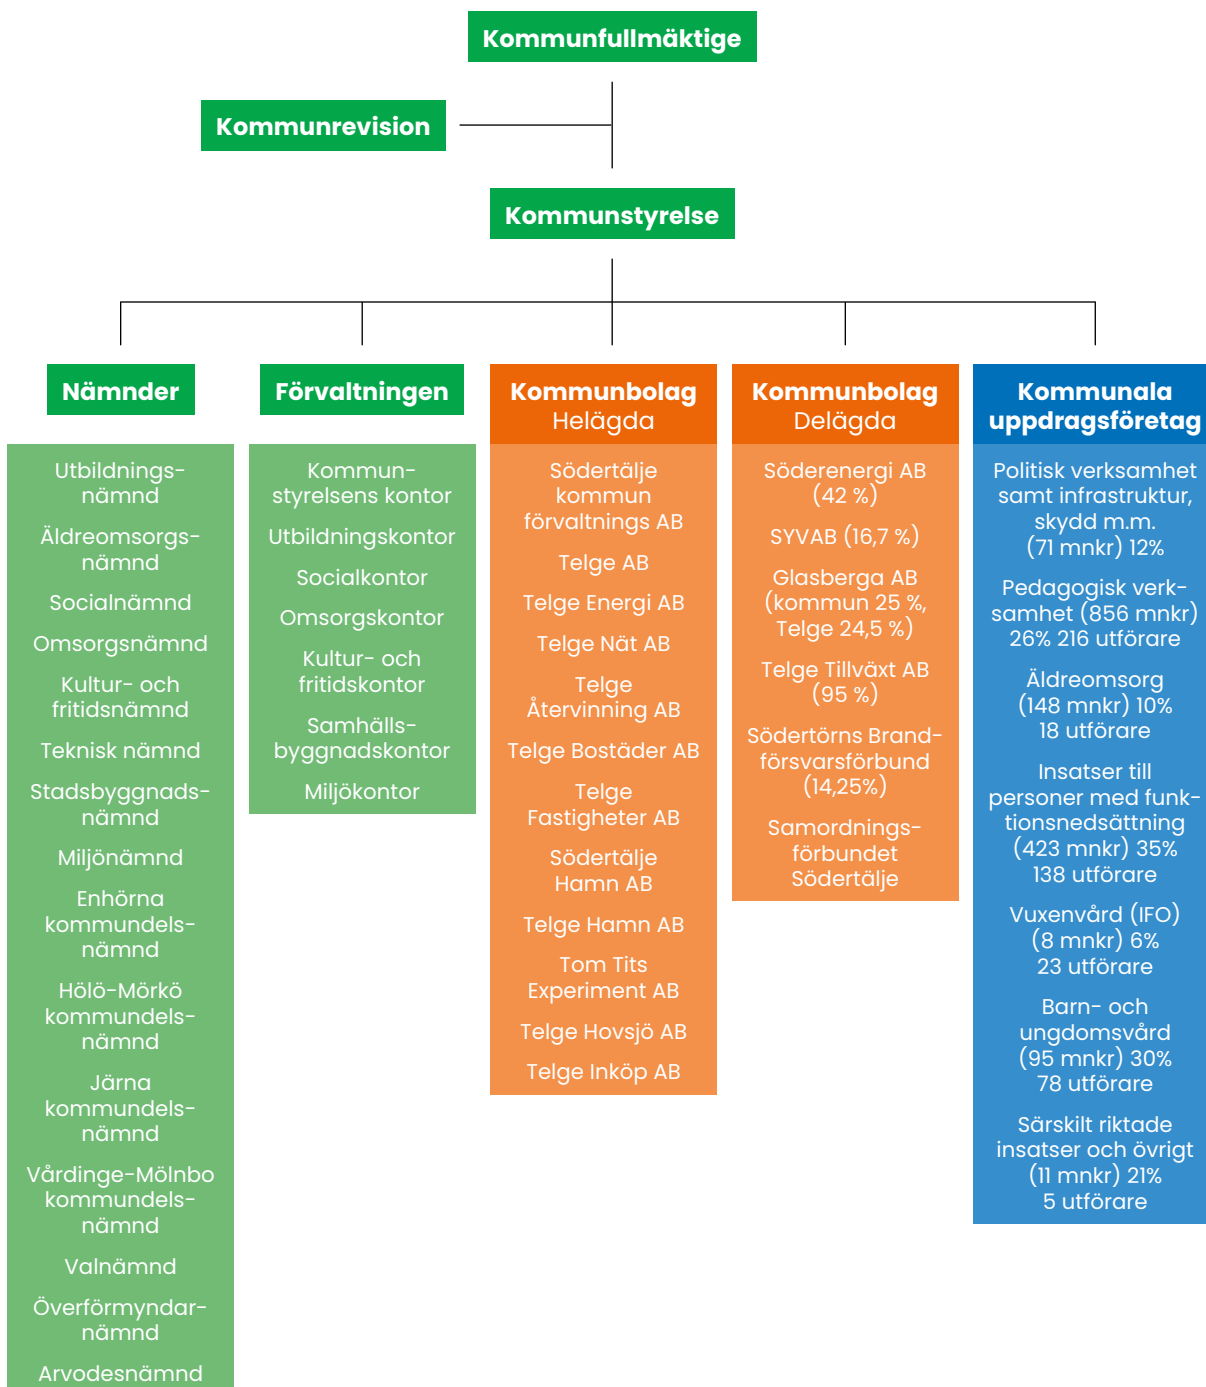 Kommunfullmäktige
Kommunrevision
Kommunstyrelse
Nämnder
Utbildnings-
nämnd
Äldreomsorgs-
nämnd
Socialnämnd
Omsorgsnämnd
Kultur- och
fritidsnämnd
Teknisk nämnd
Stadsbyggnads-
nämnd
Miljönämnd
Enhörna
kommundels-
nämnd
Hölö-Mörkö
kommundels-
nämnd
Järna
kommundels-
nämnd
Vårdinge-Mölnbo
kommundels-
nämnd
Valnämnd
Överförmyndar-
nämnd
Arvodesnämnd
Förvaltningen
Kommun-
styrelsens kontor
Utbildningskontor
Socialkontor
Omsorgskontor
Kultur- och
fritidskontor
Samhälls-
byggnadskontor
Miljökontor
Kommunbolag
Helägda
Södertälje
kommun
förvaltnings AB
Telge AB
Telge Energi AB
Telge Nät AB
Telge
Återvinning AB
Telge Bostäder AB
Telge
Fastigheter AB
Södertälje
Hamn AB
Telge Hamn AB
Tom Tits
Experiment AB
Telge Hovsjö AB
Telge Inköp AB
Kommunbolag
Delägda
Söderenergi AB
(42 %)
SYVAB (16,7 %)
Glasberga AB
(kommun 25 %,
Telge 24,5 %)
Telge Tillväxt AB
(95 %)
Södertörns Brand-
försvarsförbund
(14,25%)
Samordnings-
förbundet
Södertälje
Kommunala
uppdragsföretag
Politisk verksamhet
samt infrastruktur,
skydd m.m.
(71 mnkr) 12%
Pedagogisk verk-
samhet (856 mnkr)
26% 216 utförare
Äldreomsorg
(148 mnkr) 10%
18 utförare
Insatser till
personer med funk-
tionsnedsättning
(423 mnkr) 35%
138 utförare
Vuxenvård (IFO)
(8 mnkr) 6%
23 utförare
Barn- och
ungdomsvård
(95 mnkr) 30%
78 utförare
Särskilt riktade
insatser och övrigt
(11 mnkr) 21%
5 utförare